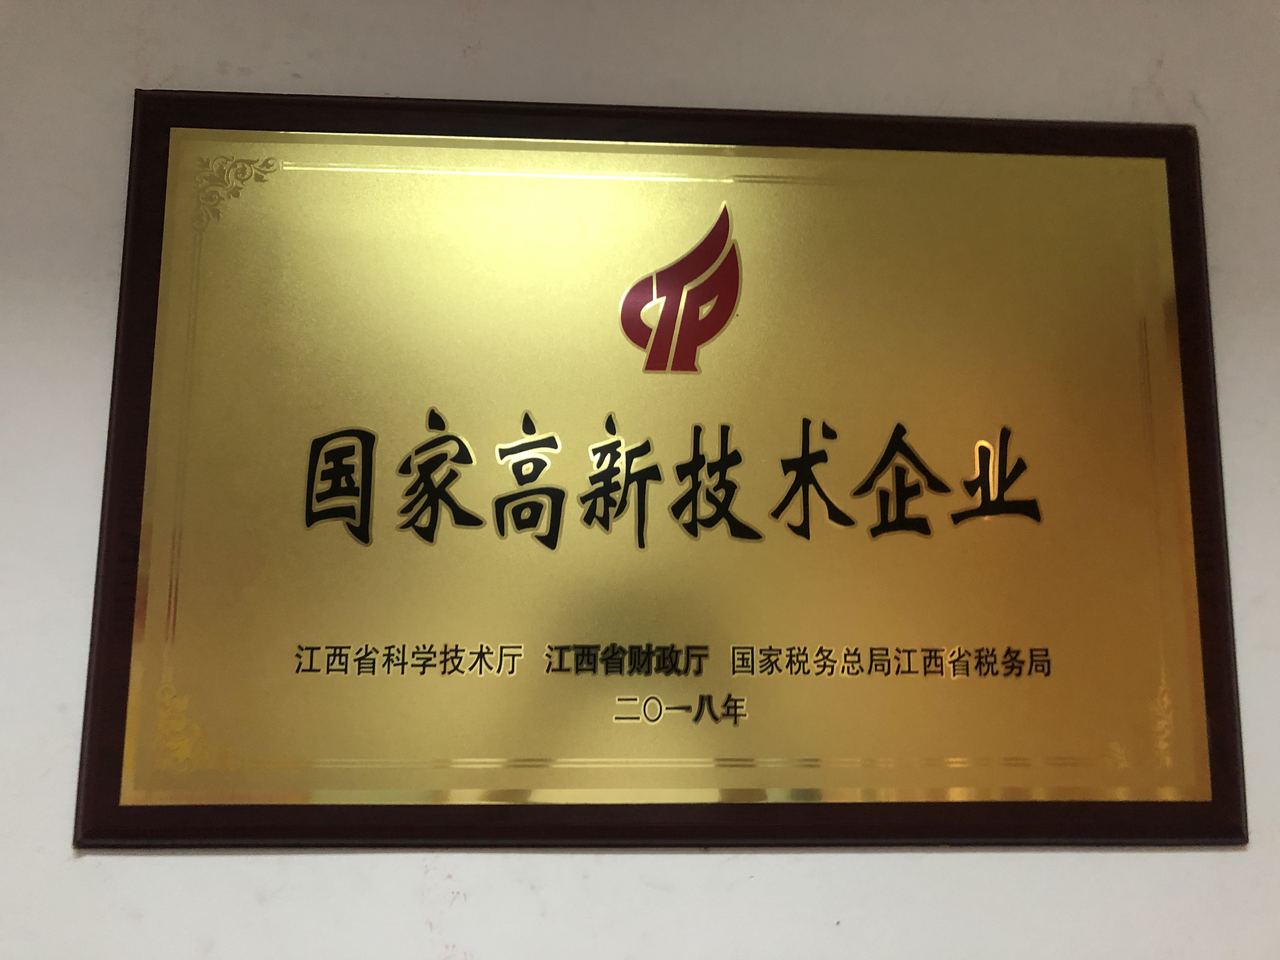 国家高新技术企业
江西省科学技术厅 江西省财政厅 国家税务总局江西省税务局
二〇一八年